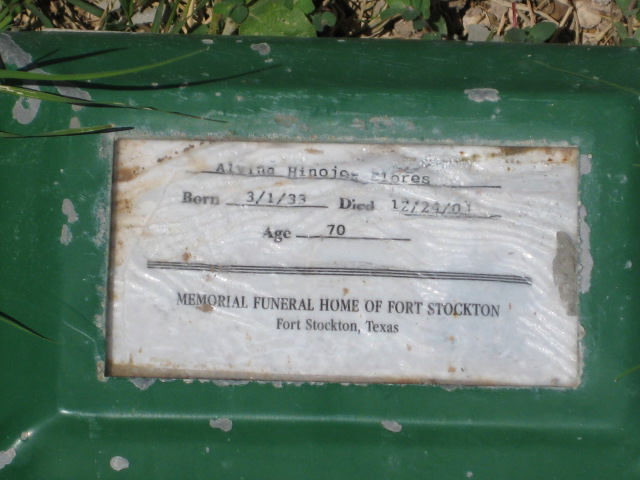 Alvina Hinojos Flores
Born 3/1/33 Died 12/24/03
Age 70
MEMORIAL FUNERAL HOME OF FORT STOCKTON
Fort Stockton, Texas